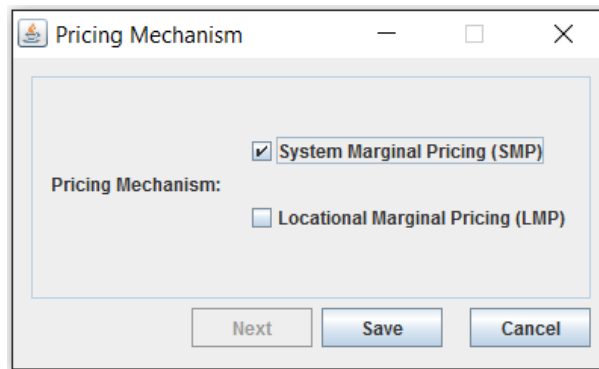 Pricing Mechanism
System Marginal Pricing (SMP)
Pricing Mechanism:
Locational Marginal Pricing (LMP)
Next Save Cancel